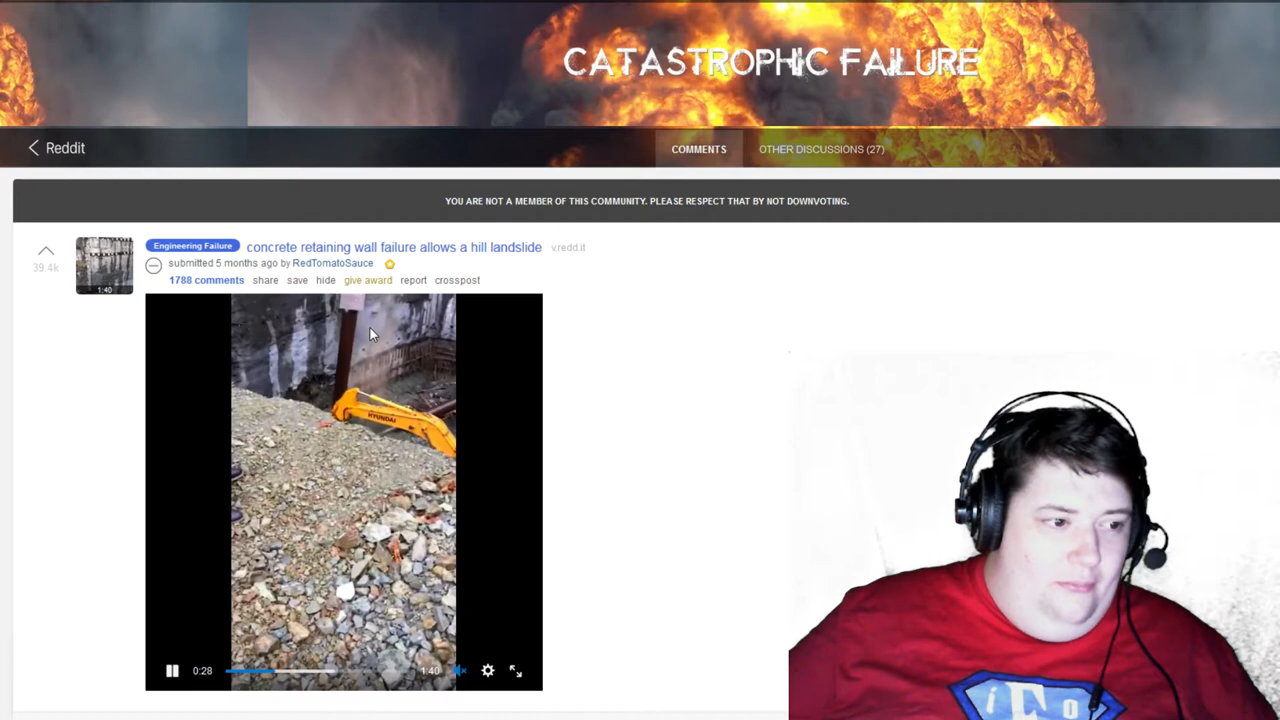 CATASTROPHIC FAILURE
Reddit
COMMENTS
OTHER DISCUSSIONS (27)
YOU ARE NOT A MEMBER OF THIS COMMUNITY. PLEASE RESPECT THAT BY NOT DOWNVOTING.
39.4k
1:40
Engineering Failure concrete retaining wall failure allows a hill landslide v.redd.it
submitted 5 months ago by RedTomatoSauce
1788 comments share save hide give award report crosspost
HYUNDAI
0:28
1:40
i E O